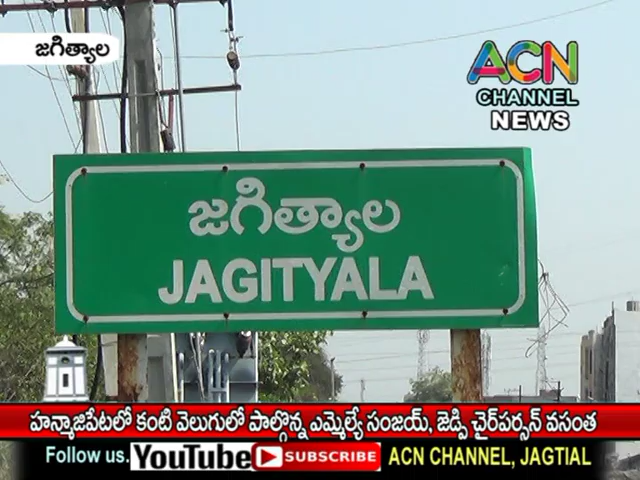 జగిత్యాల
ACN
CHANNEL
NEWS
జగిత్యాల
JAGITYALA
హన్మాజిపేటలో కంటి వెలుగులో పాల్గొన్న ఎమ్మెల్యే సంజయ్, జెడ్పి చైర్‌పర్సన్ వసంత
Follow us. YouTube SUBSCRIBE ACN CHANNEL, JAGTIAL